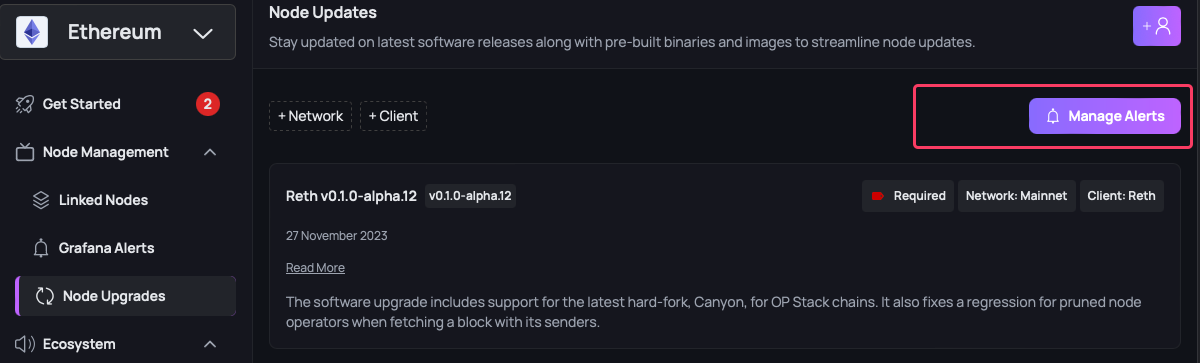 Ethereum
Get Started
2
Node Management
Linked Nodes
Grafana Alerts
Node Upgrades
Ecosystem
Node Updates
Stay updated on latest software releases along with pre-built binaries and images to streamline node updates.
+
+ Network
+ Client
Manage Alerts
Reth v0.1.0-alpha.12
v0.1.0-alpha.12
Required
Network: Mainnet
Client: Reth
27 November 2023
Read More
The software upgrade includes support for the latest hard-fork, Canyon, for OP Stack chains. It also fixes a regression for pruned node
operators when fetching a block with its senders.